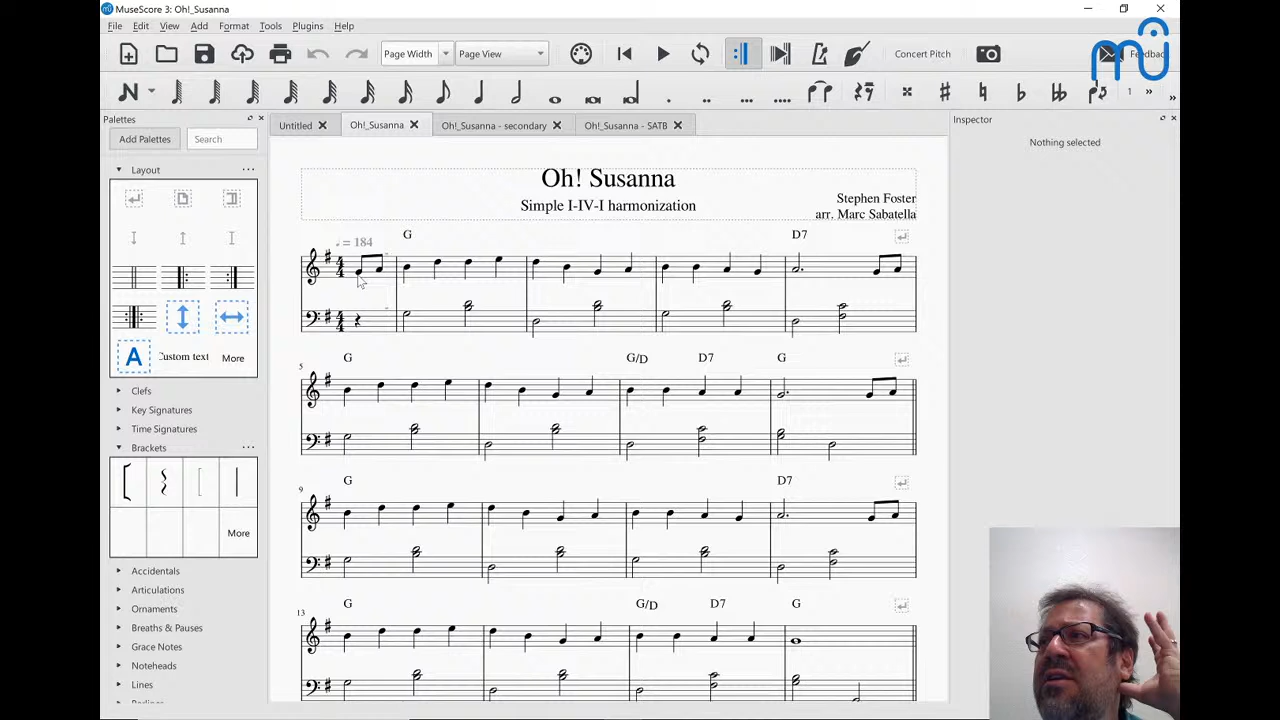 MuseScore 3: Oh!_Susanna
File Edit View Add Format Tools Plugins Help
Page Width Page View Concert Pitch Feedback
1 » »
Palettes
Add Palettes Search
Layout
Custom text More
Clefs
Key Signatures
Time Signatures
Brackets
More
Accidentals
Articulations
Ornaments
Breaths & Pauses
Grace Notes
Noteheads
Lines
Untitled Oh!_Susanna Oh!_Susanna - secondary Oh!_Susanna - SATB
Oh! Susanna
Simple I-IV-I harmonization
Stephen Foster
arr. Marc Sabatella
= 184
G D7
5
G G/D D7 G
9
G D7
13
G G/D D7 G
Inspector
Nothing selected